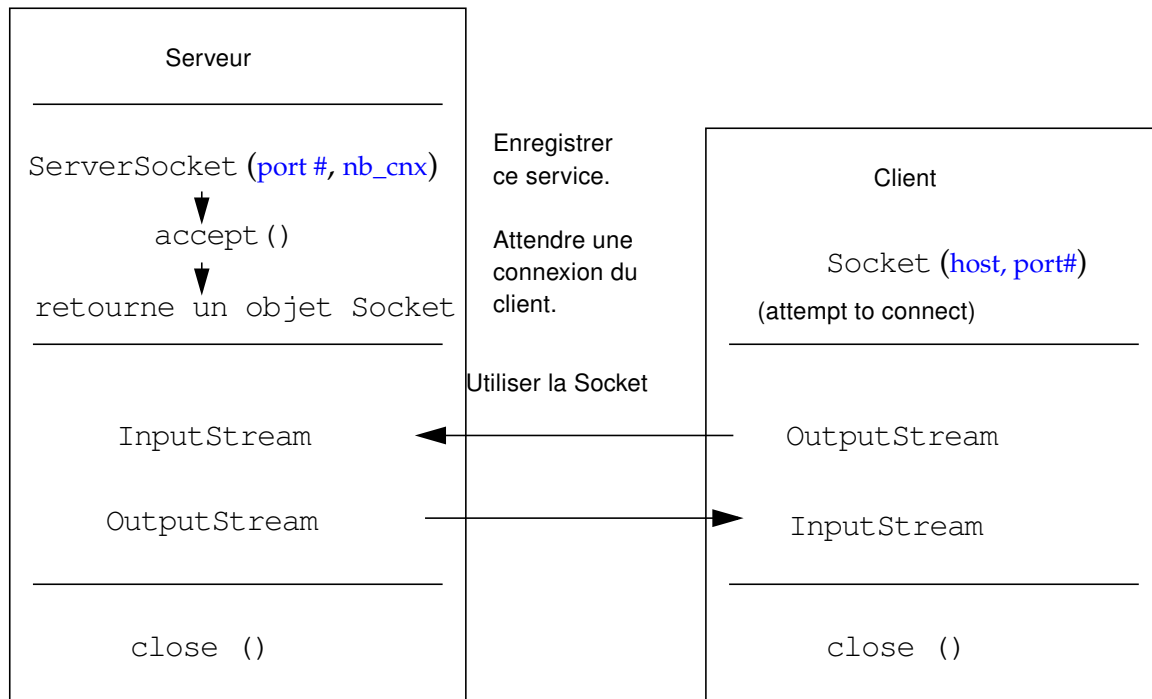 Serveur
ServerSocket (port #, nb_cnx)
accept()
retourne un objet Socket
Enregistrer
ce service.
Attendre une
connexion du
client.
Client
Socket (host, port#)
(attempt to connect)
Utiliser la Socket
InputStream
OutputStream
OutputStream
InputStream
close ()
close ()